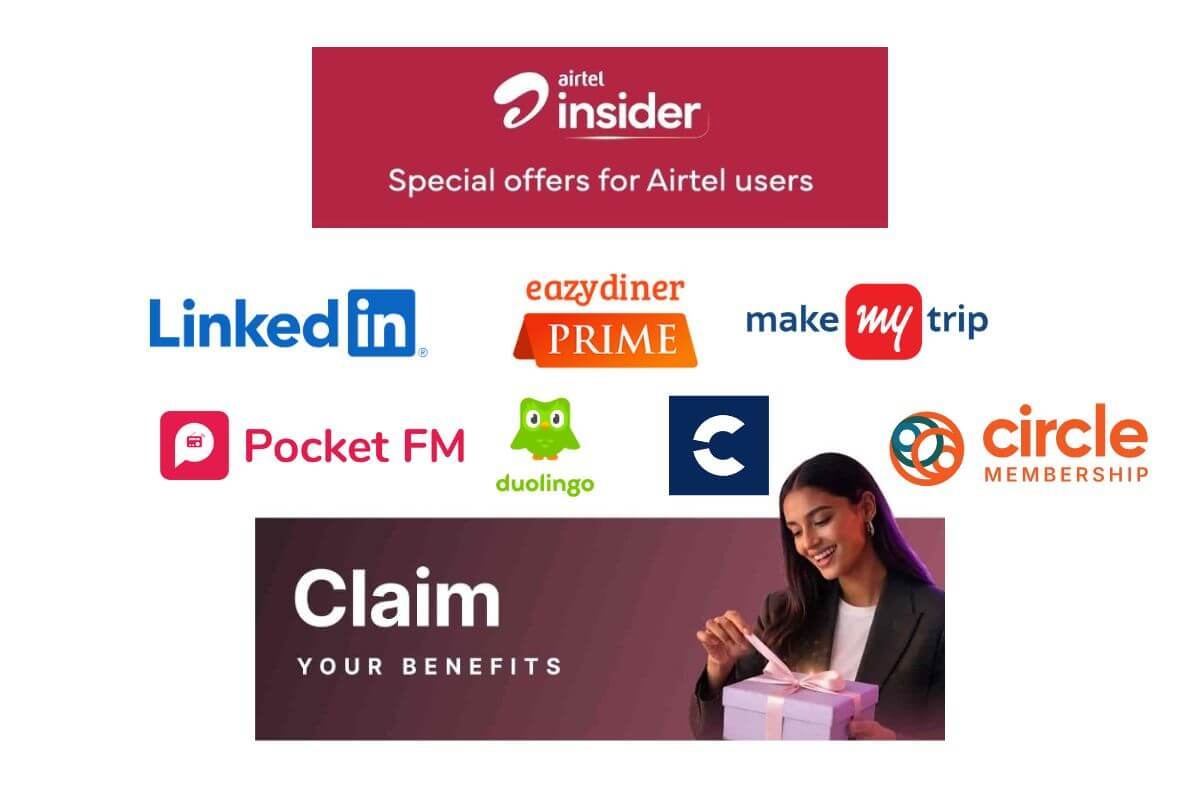 airtel
insider
Special offers for Airtel users
Linkedin®
eazydiner
PRIME
make my trip
Pocket FM
duolingo
C
circle
MEMBERSHIP
Claim
YOUR BENEFITS